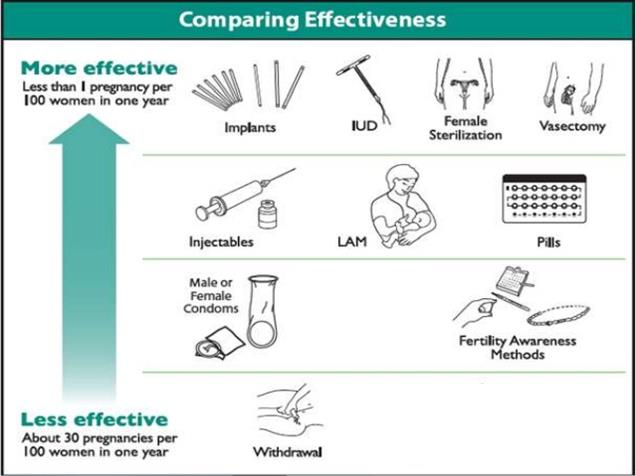 Comparing Effectiveness
More effective
Less than 1 pregnancy per
100 women in one year
Implants
IUD
Female
Sterilization
Vasectomy
Injectables
LAM
Pills
Male or
Female
Condoms
Fertility Awareness
Methods
Less effective
About 30 pregnancies per
100 women in one year
Withdrawal